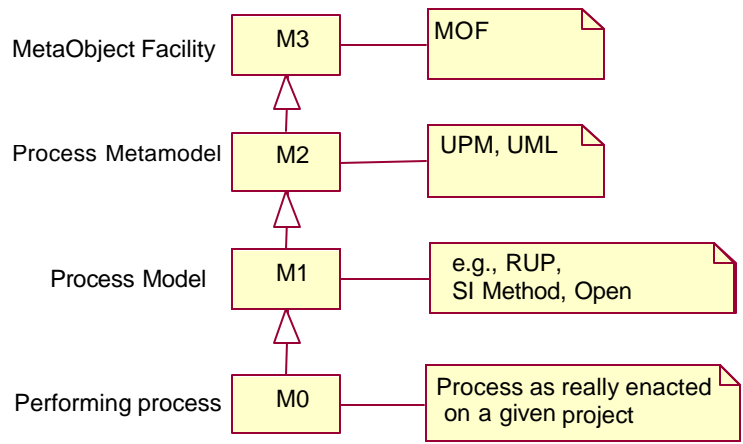 MetaObject Facility
M3
MOF
Process Metamodel
M2
UPM, UML
Process Model
M1
e.g., RUP,
SI Method, Open
Performing process
M0
Process as really enacted
on a given project